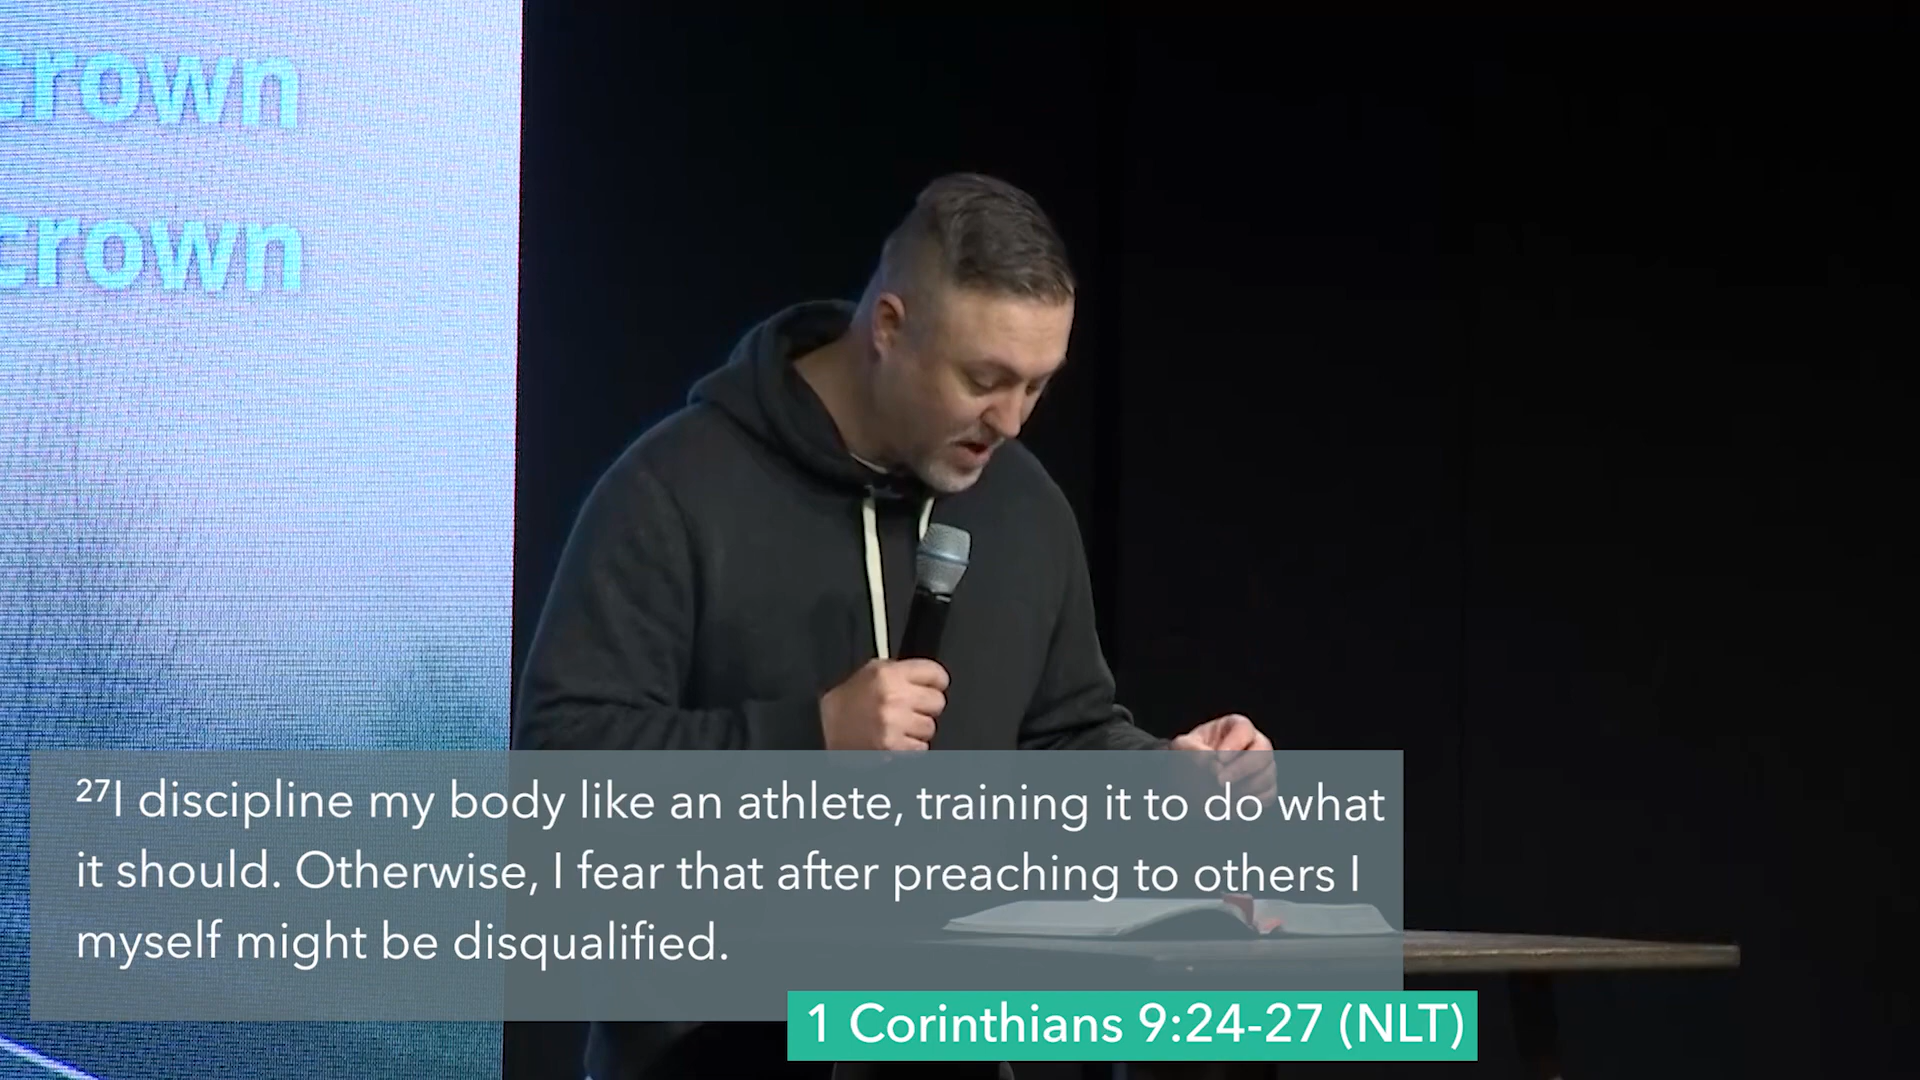 crown
crown
²⁷I discipline my body like an athlete, training it to do what
it should. Otherwise, I fear that after preaching to others I
myself might be disqualified.
1 Corinthians 9:24-27 (NLT)